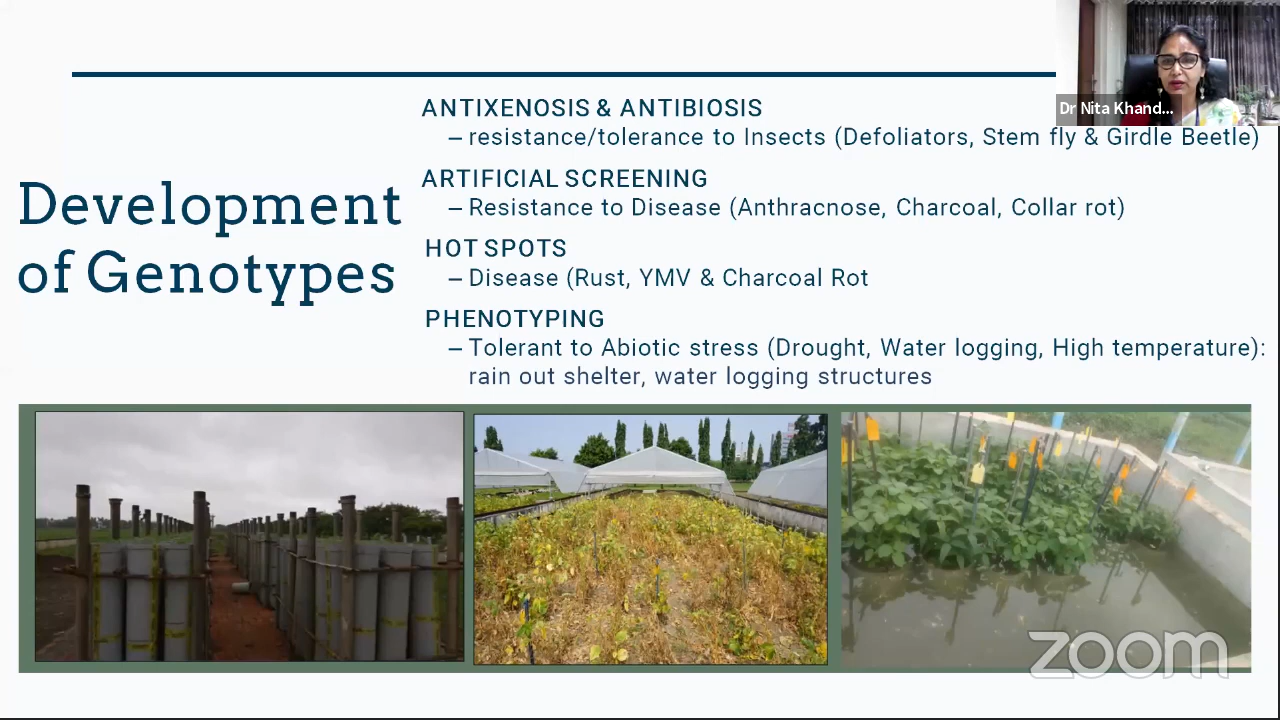 Dr Nita Khand...
Development
of Genotypes
ANTIXENOSIS & ANTIBIOSIS
– resistance/tolerance to Insects (Defoliators, Stem fly & Girdle Beetle)
ARTIFICIAL SCREENING
– Resistance to Disease (Anthracnose, Charcoal, Collar rot)
HOT SPOTS
– Disease (Rust, YMV & Charcoal Rot
PHENOTYPING
– Tolerant to Abiotic stress (Drought, Water logging, High temperature):
rain out shelter, water logging structures
zoom